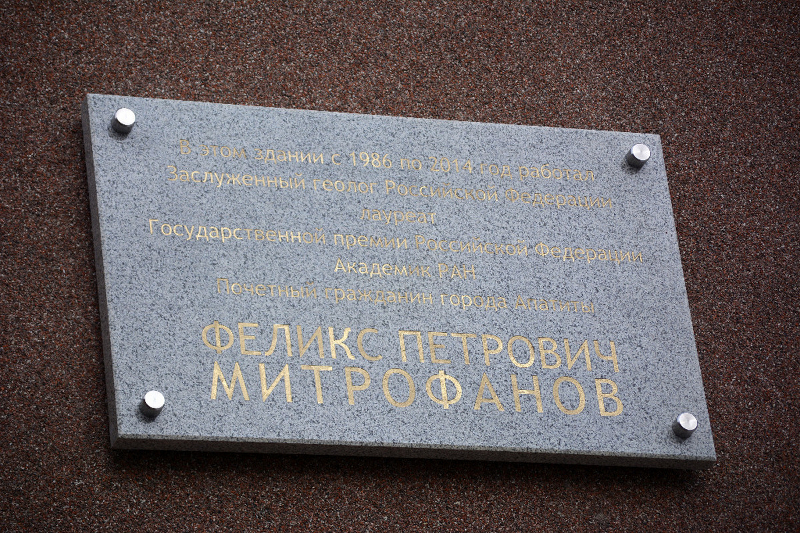 В этом здании с 1986 по 2014 год работал
Заслуженный геолог Российской Федерации
лауреат
Государственной премии Российской Федерации
Академик РАН
Почетный гражданин города Апатиты
ФЕЛИКС ПЕТРОВИЧ
МИТРОФАНОВ